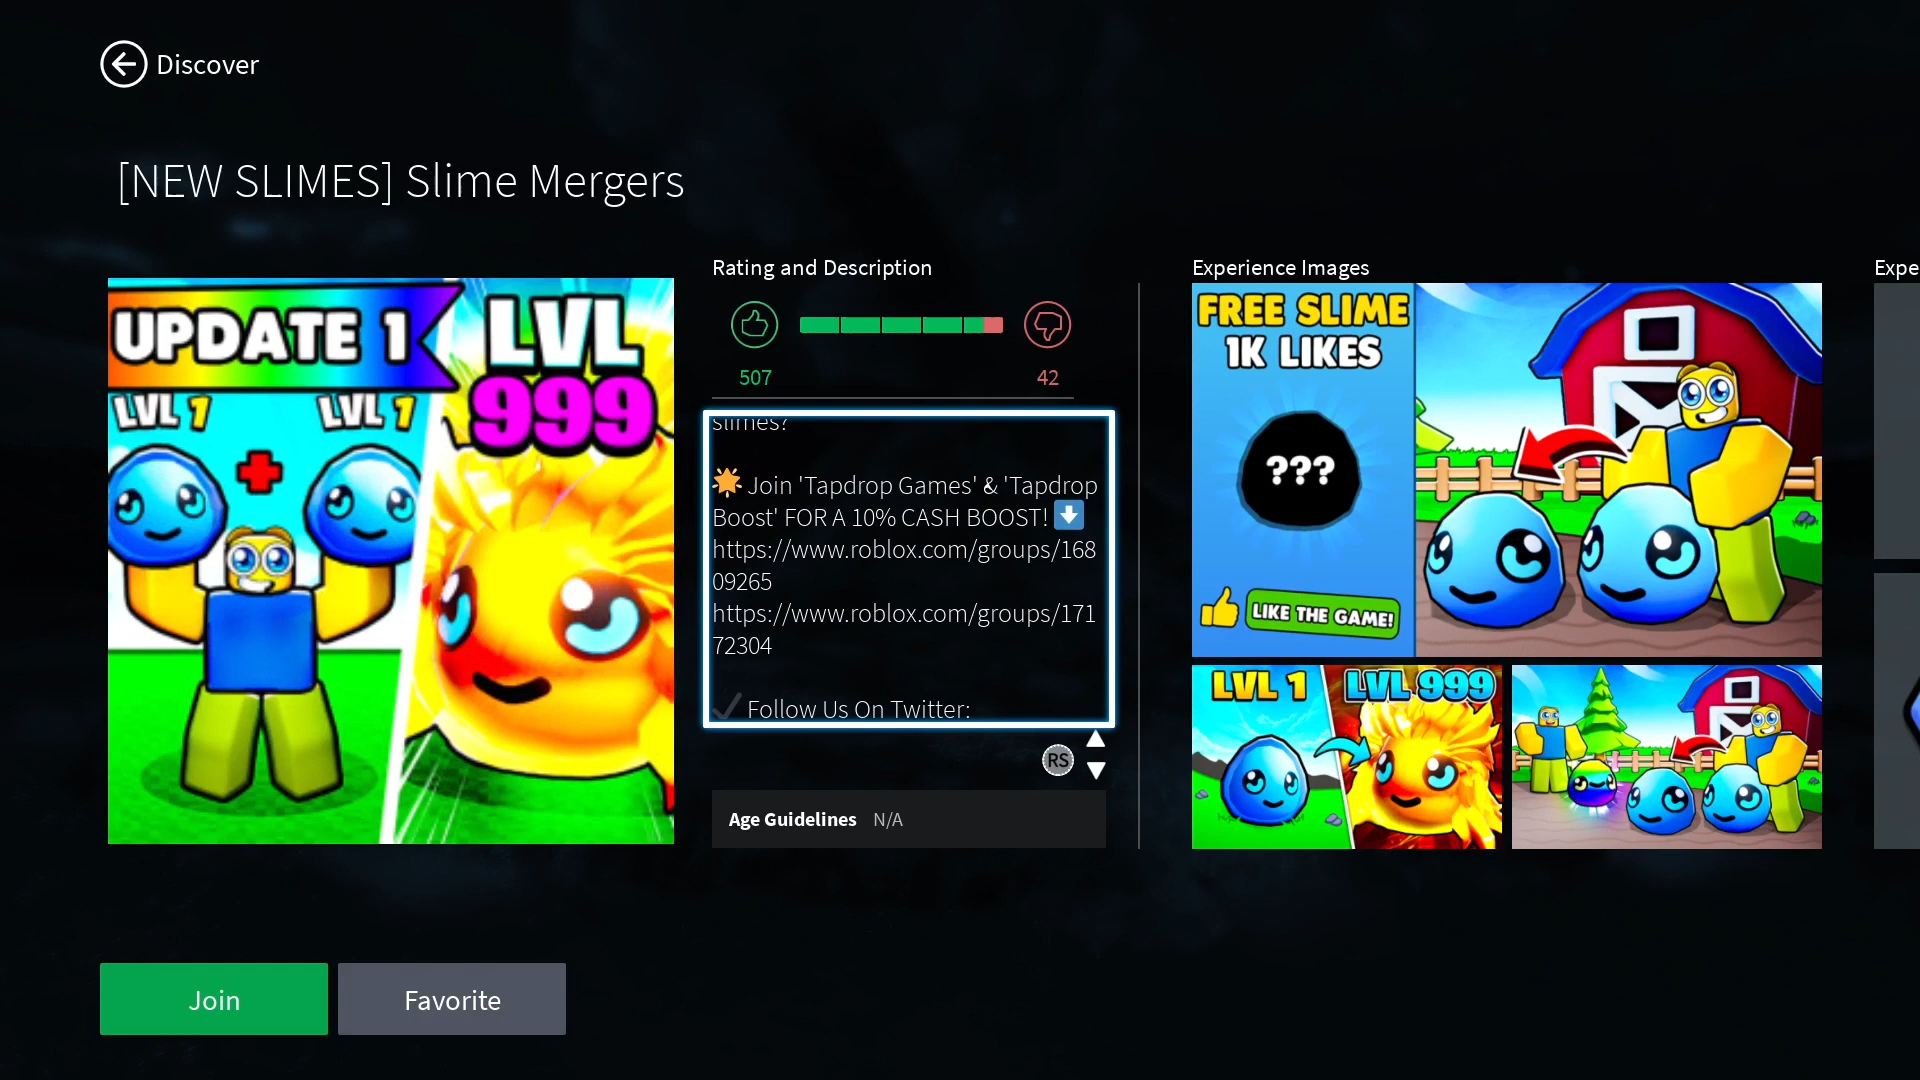 Discover
[NEW SLIMES] Slime Mergers
UPDATE 1
LVL
999
LVL 1
LVL 1
Rating and Description
507
42
slimes?
Join 'Tapdrop Games' & 'Tapdrop
Boost' FOR A 10% CASH BOOST!
https://www.roblox.com/groups/168
09265
https://www.roblox.com/groups/171
72304
Follow Us On Twitter:
RS
Age Guidelines N/A
Experience Images
FREE SLIME
1K LIKES
???
LIKE THE GAME!
LVL 1
LVL 999
Expe
Join
Favorite